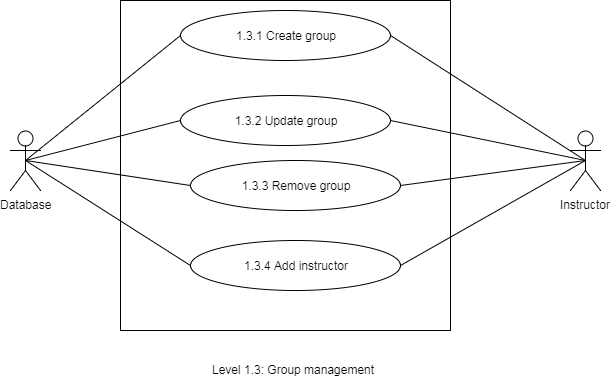 1.3.1 Create group
1.3.2 Update group
1.3.3 Remove group
Database
Instructor
1.3.4 Add instructor
Level 1.3: Group management